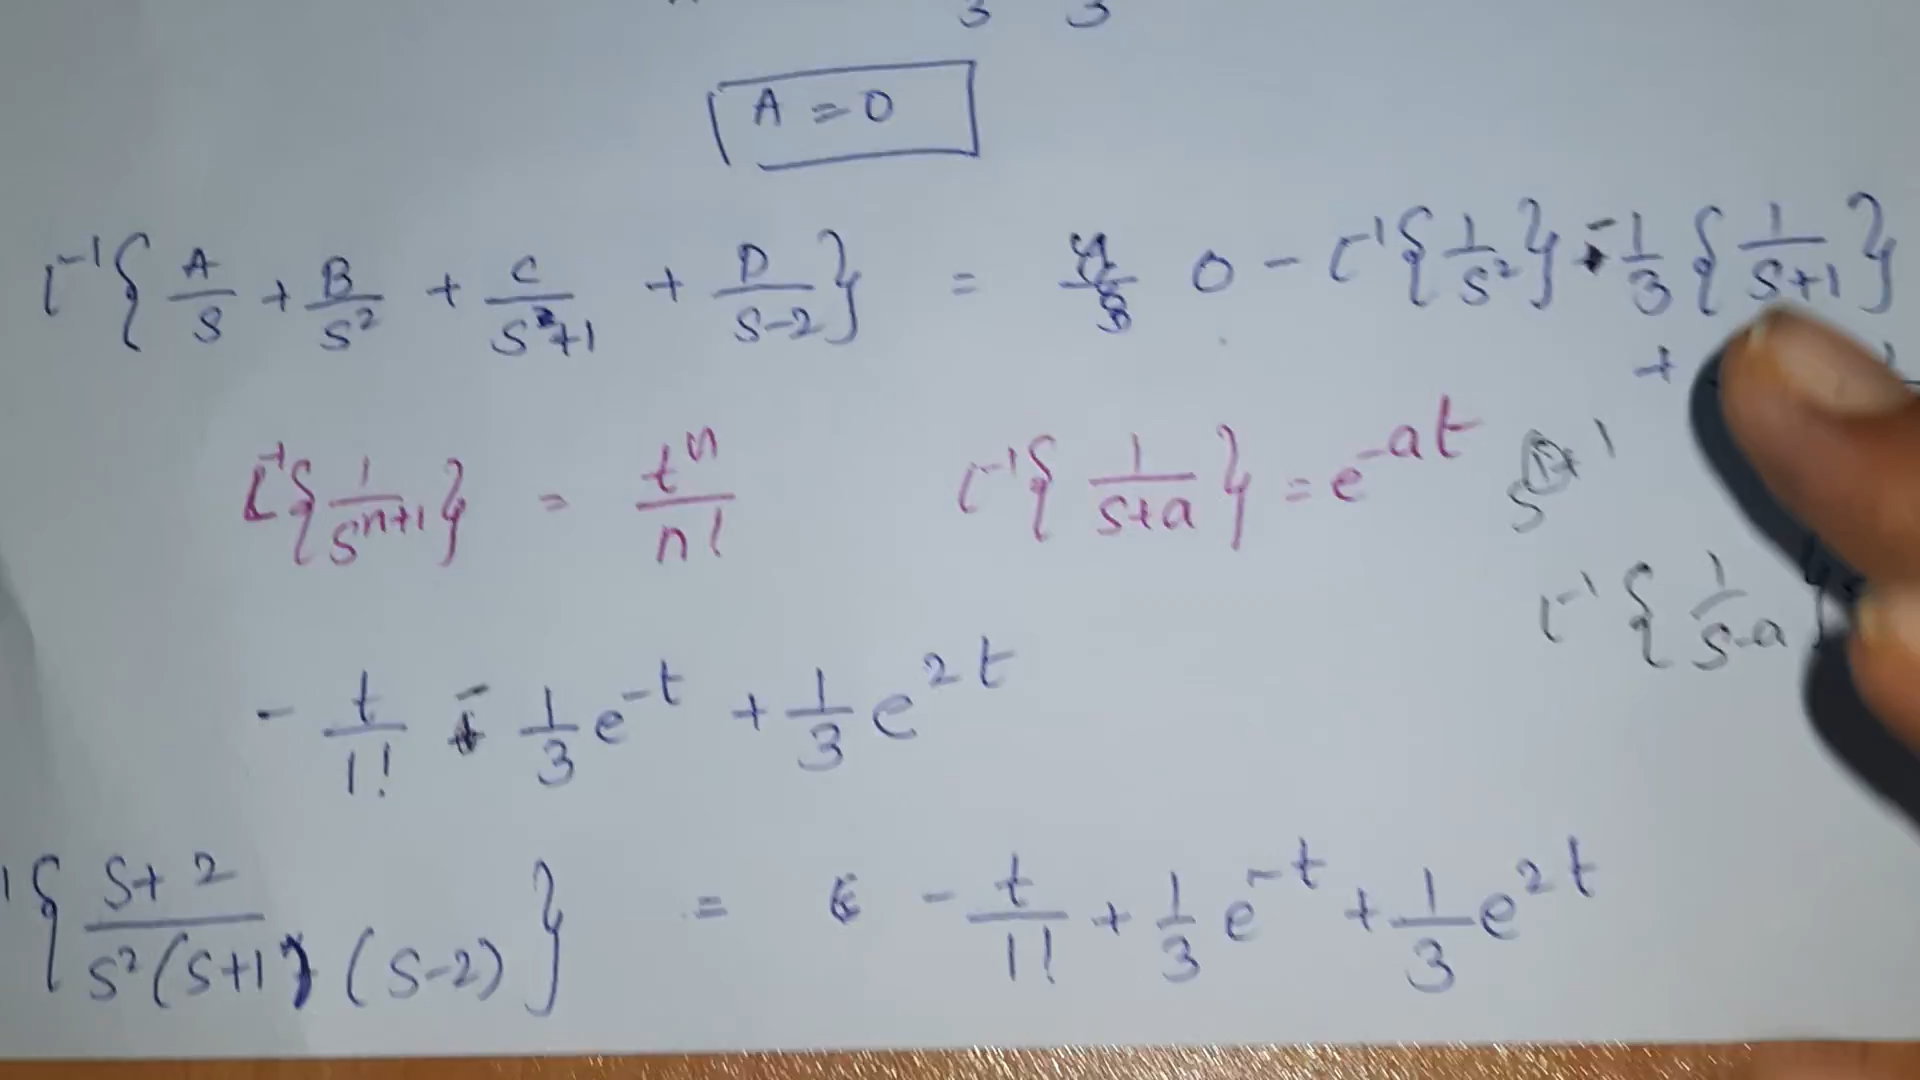 3 3
A = 0
L⁻¹{A/s + B/s² + C/s+1 + D/s-2} = 0 - L⁻¹{1/s²} - 1/3 {1/s+1}
+
L⁻¹{1/sⁿ⁺¹} = tⁿ/n! L⁻¹{1/s+a} = e^-at
L⁻¹{1/s-a}
- t/1! - 1/3 e^-t + 1/3 e^2t
⁻¹{s+2/s²(s+1)(s-2)} = - t/1! + 1/3 e^-t + 1/3 e^2t